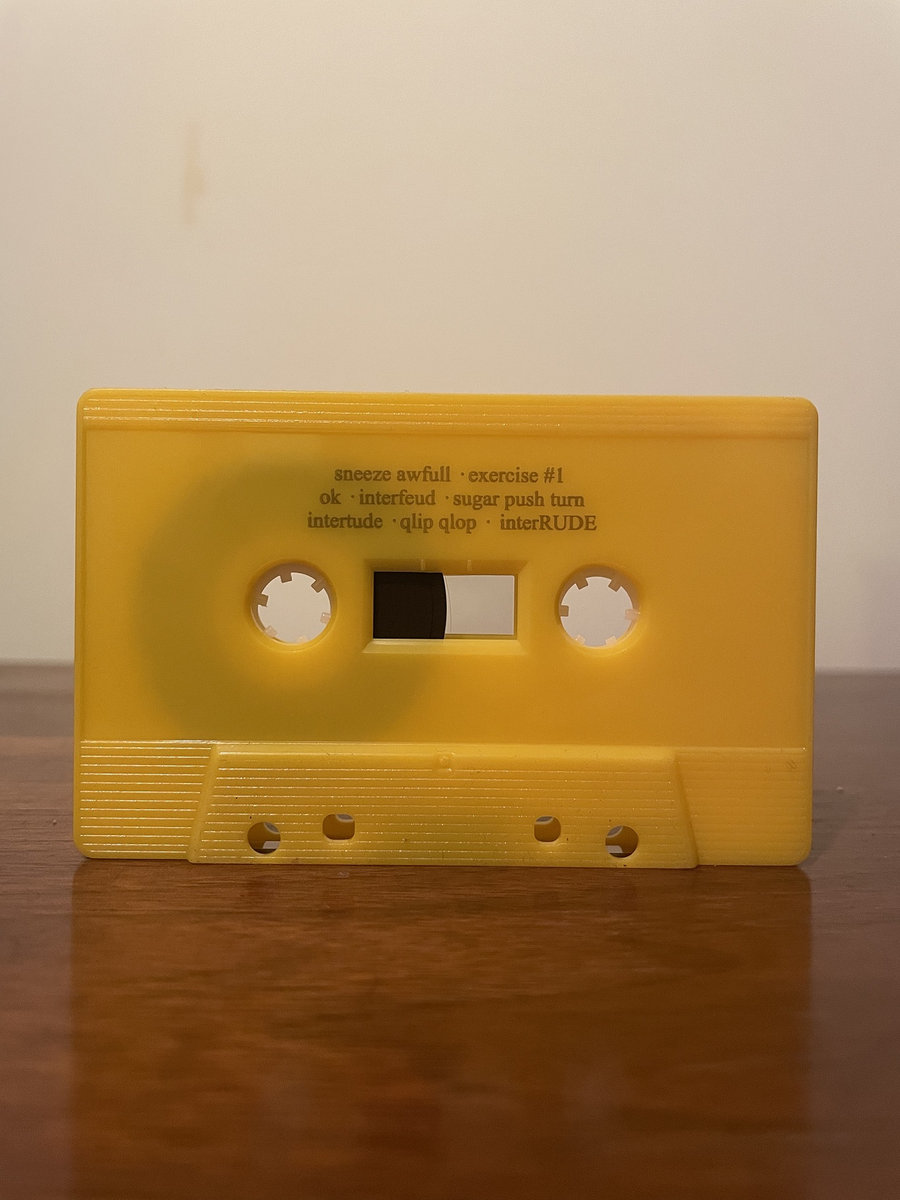 sneeze awfull · exercise #1
ok · interfeud · sugar push turn
intertude · qlip qlop · interRUDE